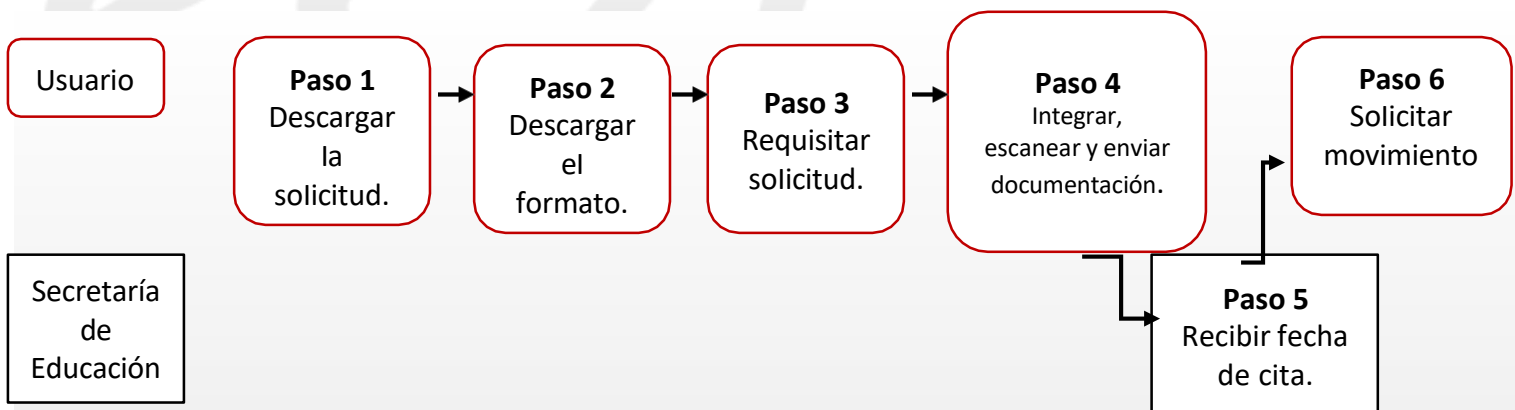 Usuario
Paso 1
Descargar
la
solicitud.
Paso 2
Descargar
el
formato.
Paso 3
Requisitar
solicitud.
Paso 4
Integrar,
escanear y enviar
documentación.
Paso 6
Solicitar
movimiento
Secretaría
de
Educación
Paso 5
Recibir fecha
de cita.